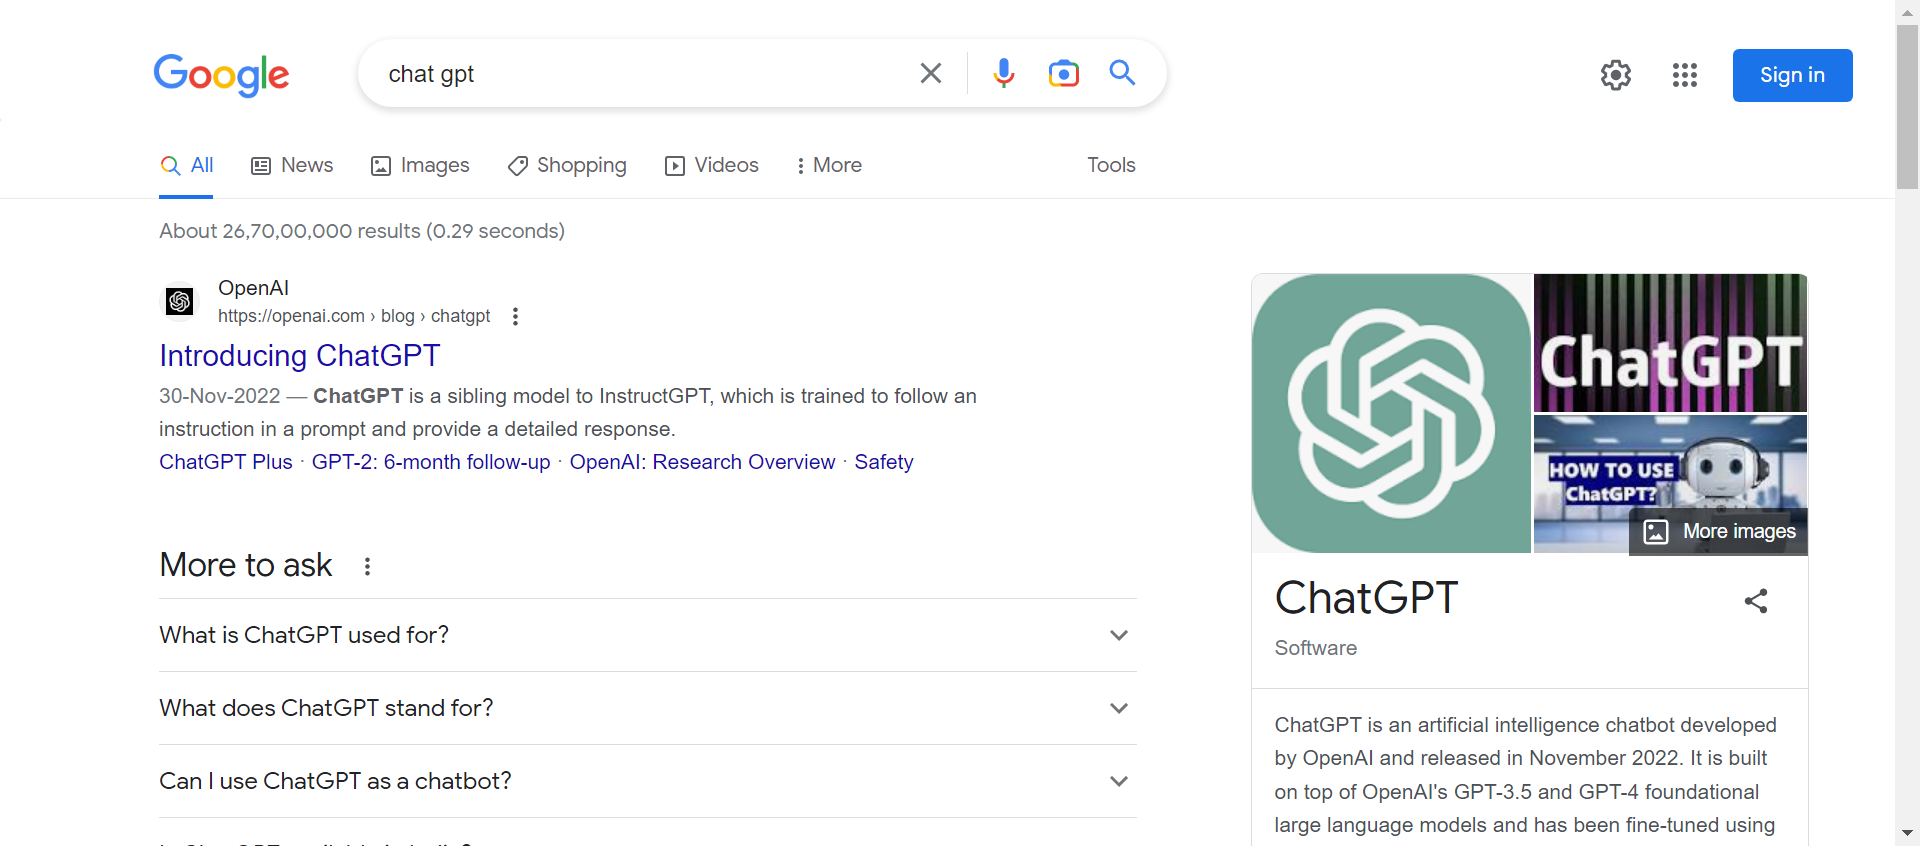 Google
chat gpt
Sign in
All
News
Images
Shopping
Videos
More
Tools
About 26,70,00,000 results (0.29 seconds)
OpenAI
https://openai.com › blog › chatgpt
Introducing ChatGPT
30-Nov-2022 — ChatGPT is a sibling model to InstructGPT, which is trained to follow an
instruction in a prompt and provide a detailed response.
ChatGPT Plus · GPT-2: 6-month follow-up · OpenAI: Research Overview · Safety
More to ask
What is ChatGPT used for?
What does ChatGPT stand for?
Can I use ChatGPT as a chatbot?
ChatGPT
HOW TO USE
ChatGPT?
More images
ChatGPT
Software
ChatGPT is an artificial intelligence chatbot developed
by OpenAI and released in November 2022. It is built
on top of OpenAI's GPT-3.5 and GPT-4 foundational
large language models and has been fine-tuned using